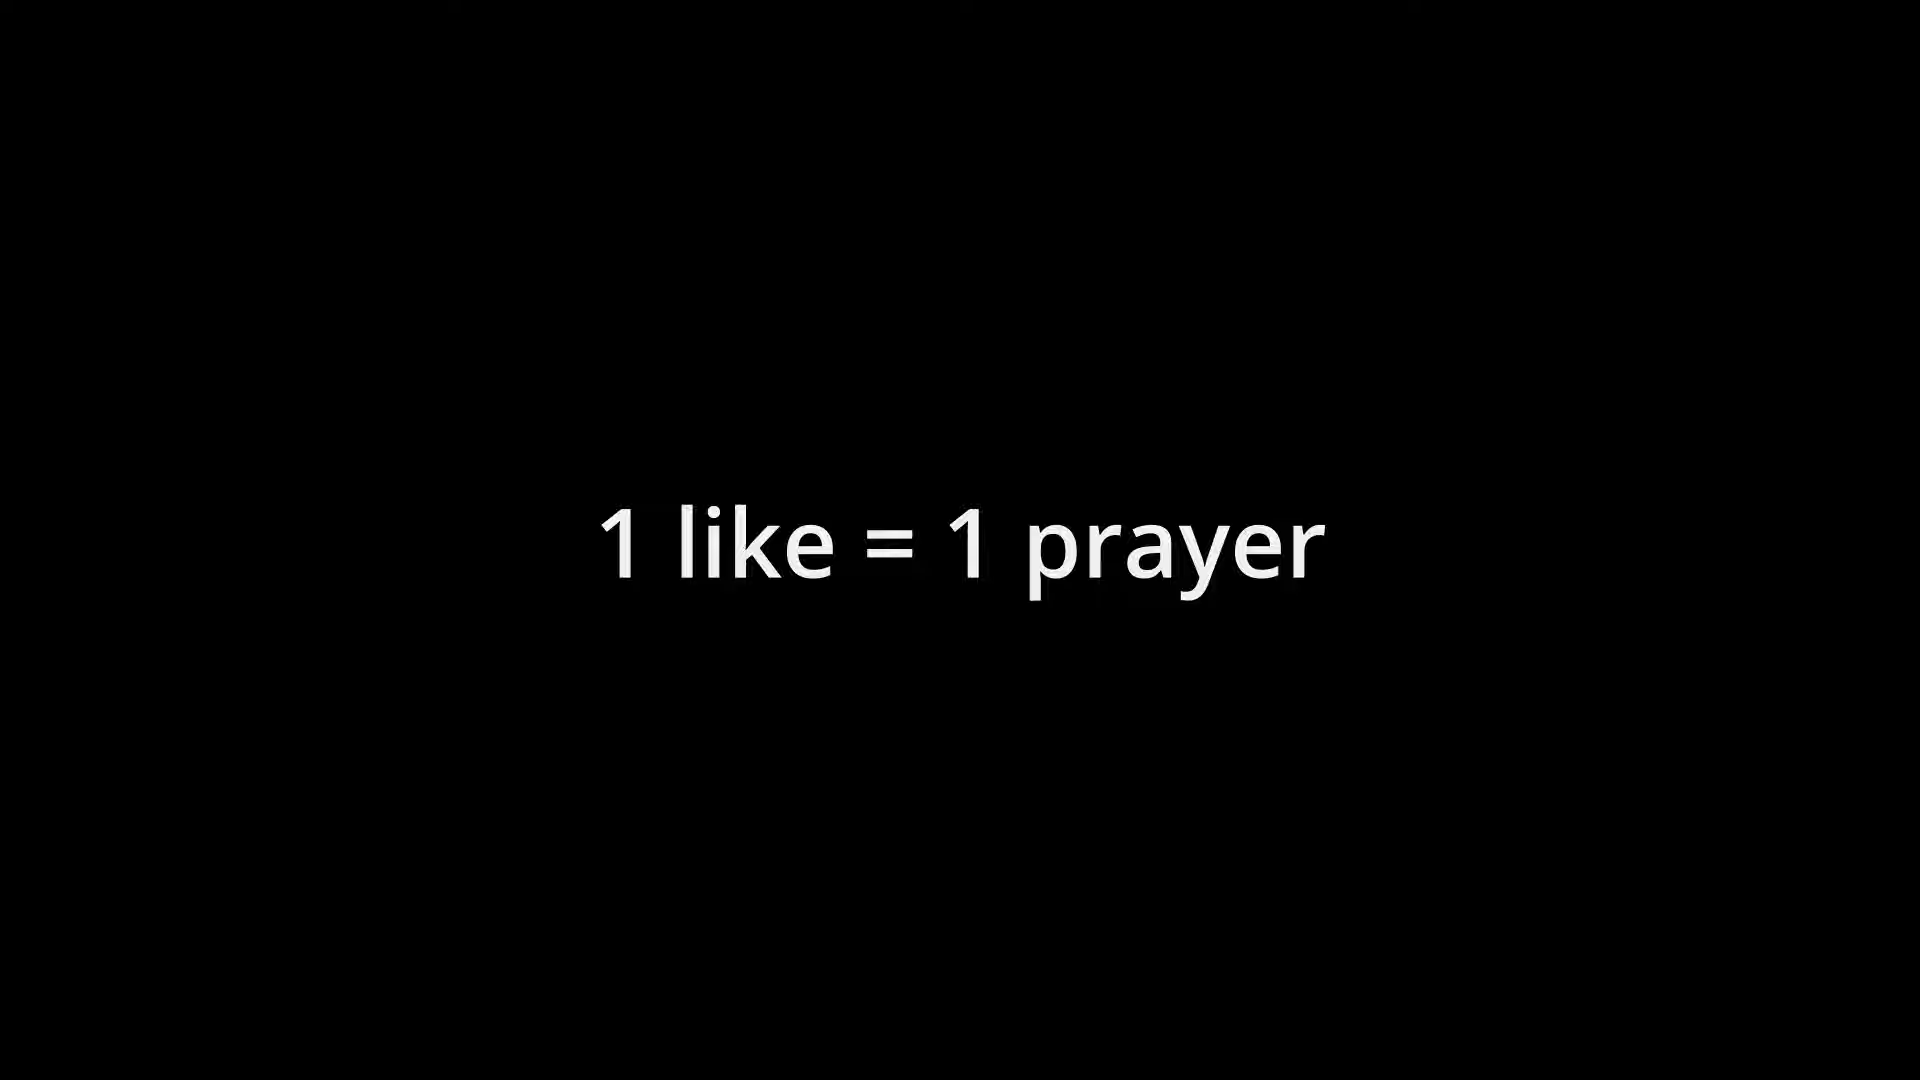 1 like = 1 prayer